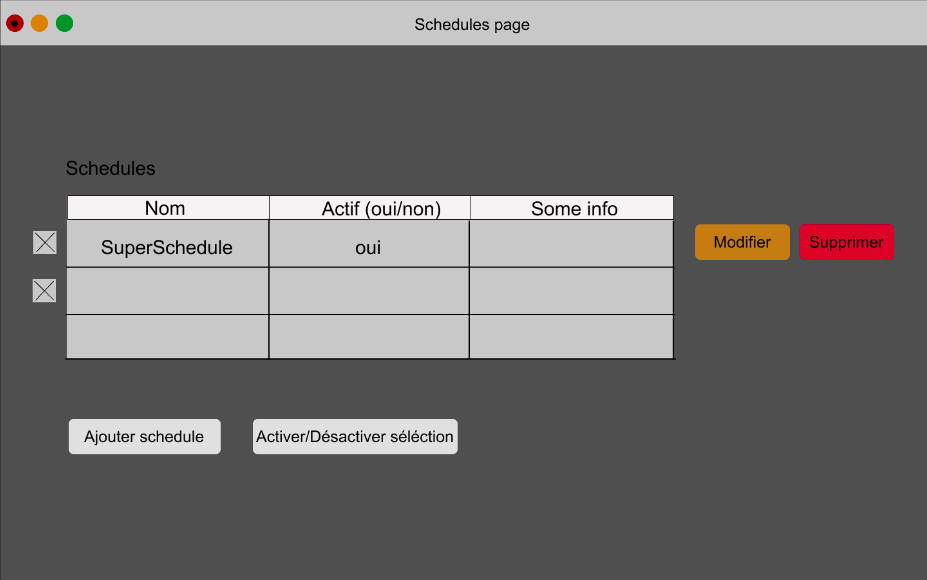 Schedules page
Schedules
Nom Actif (oui/non) Some info
SuperSchedule oui Modifier Supprimer
Ajouter schedule Activer/Désactiver séléction